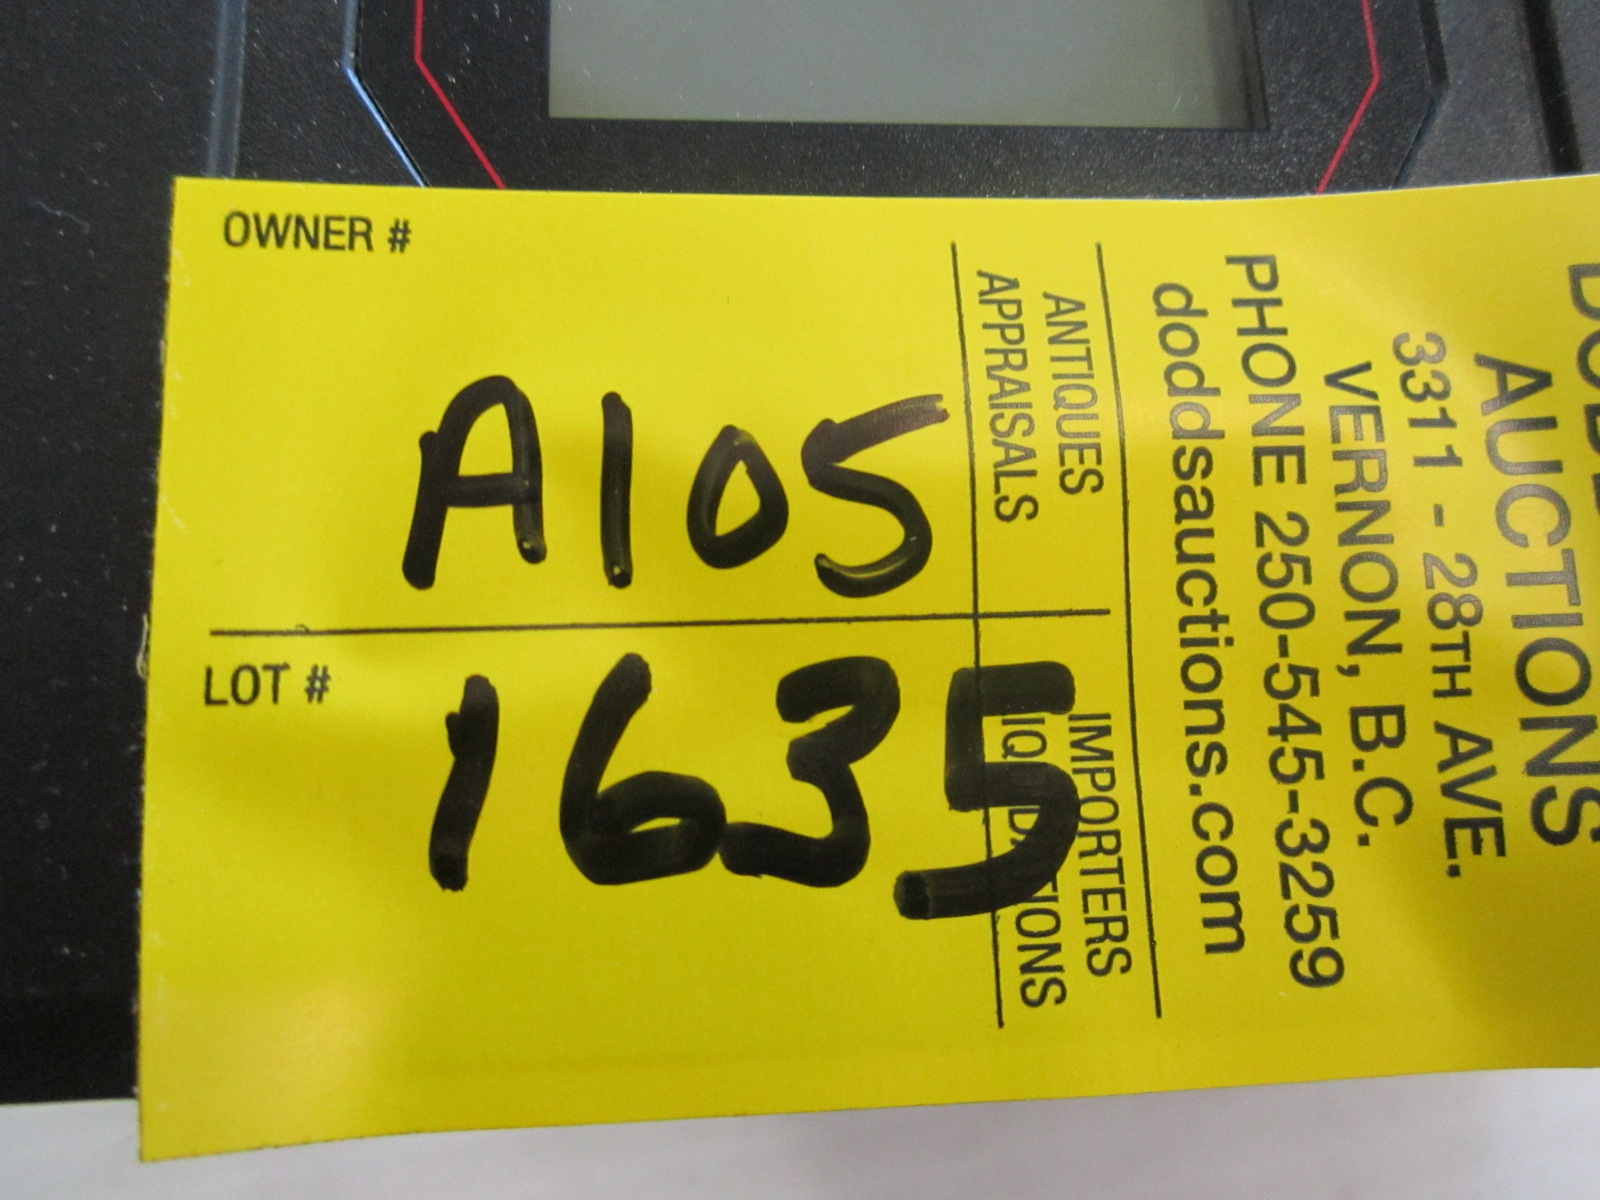 OWNER #
A105
LOT #
1635
AUCTIONS
3311 - 28TH AVE.
VERNON, B.C.
PHONE 250-545-3259
doddsauctions.com
ANTIQUES
APPRAISALS
IMPORTERS